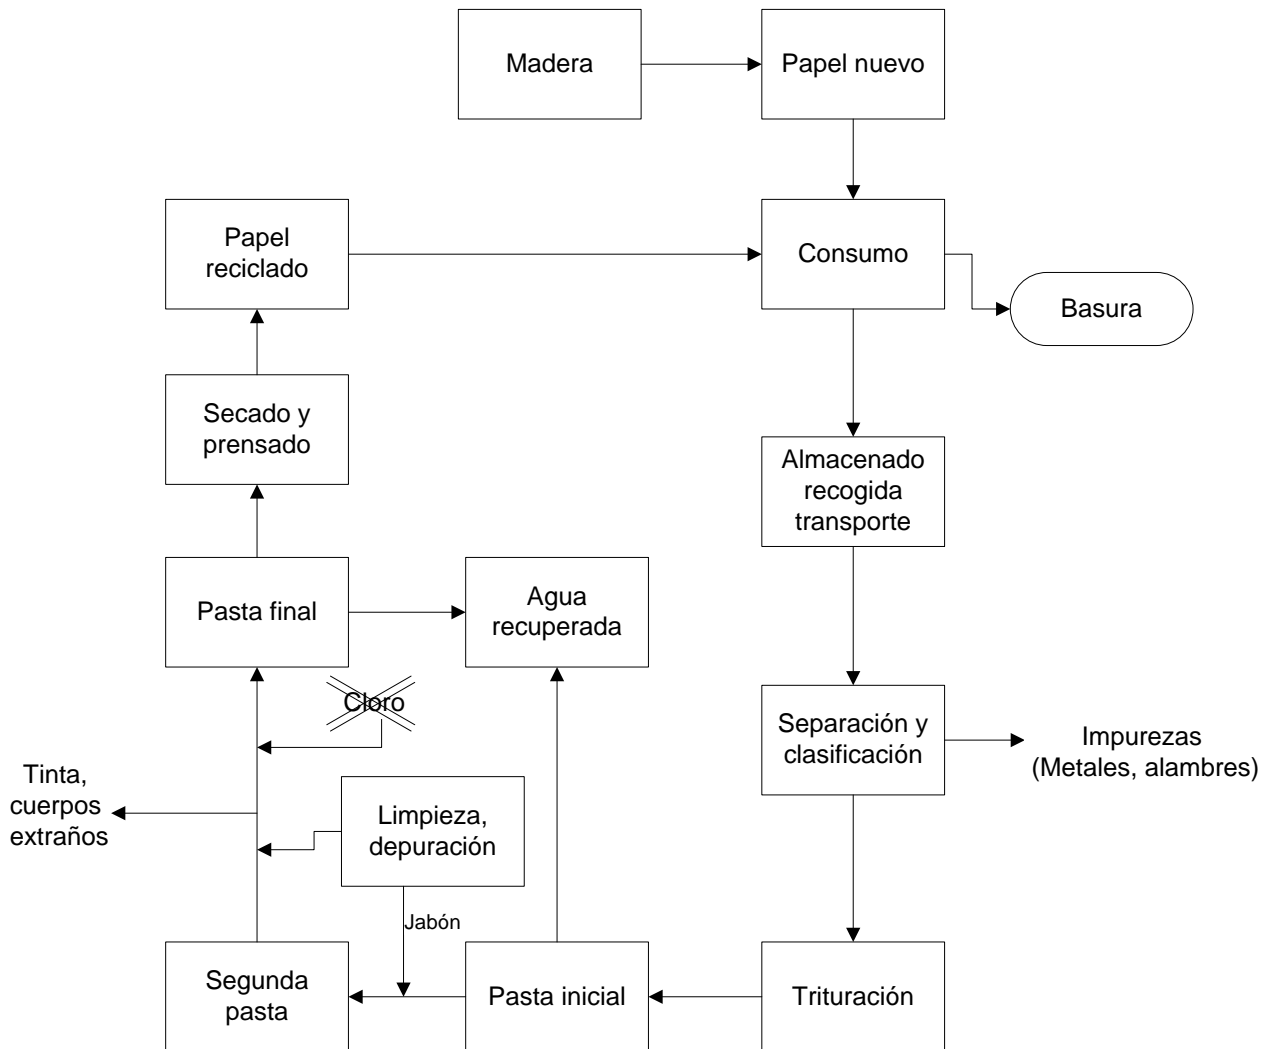 Madera
Papel nuevo
Papel
reciclado
Consumo
Basura
Secado y
prensado
Almacenado
recogida
transporte
Pasta final
Agua
recuperada
Cloro
Separación y
clasificación
Impurezas
(Metales, alambres)
Tinta,
cuerpos
extraños
Limpieza,
depuración
Jabón
Segunda
pasta
Pasta inicial
Trituración